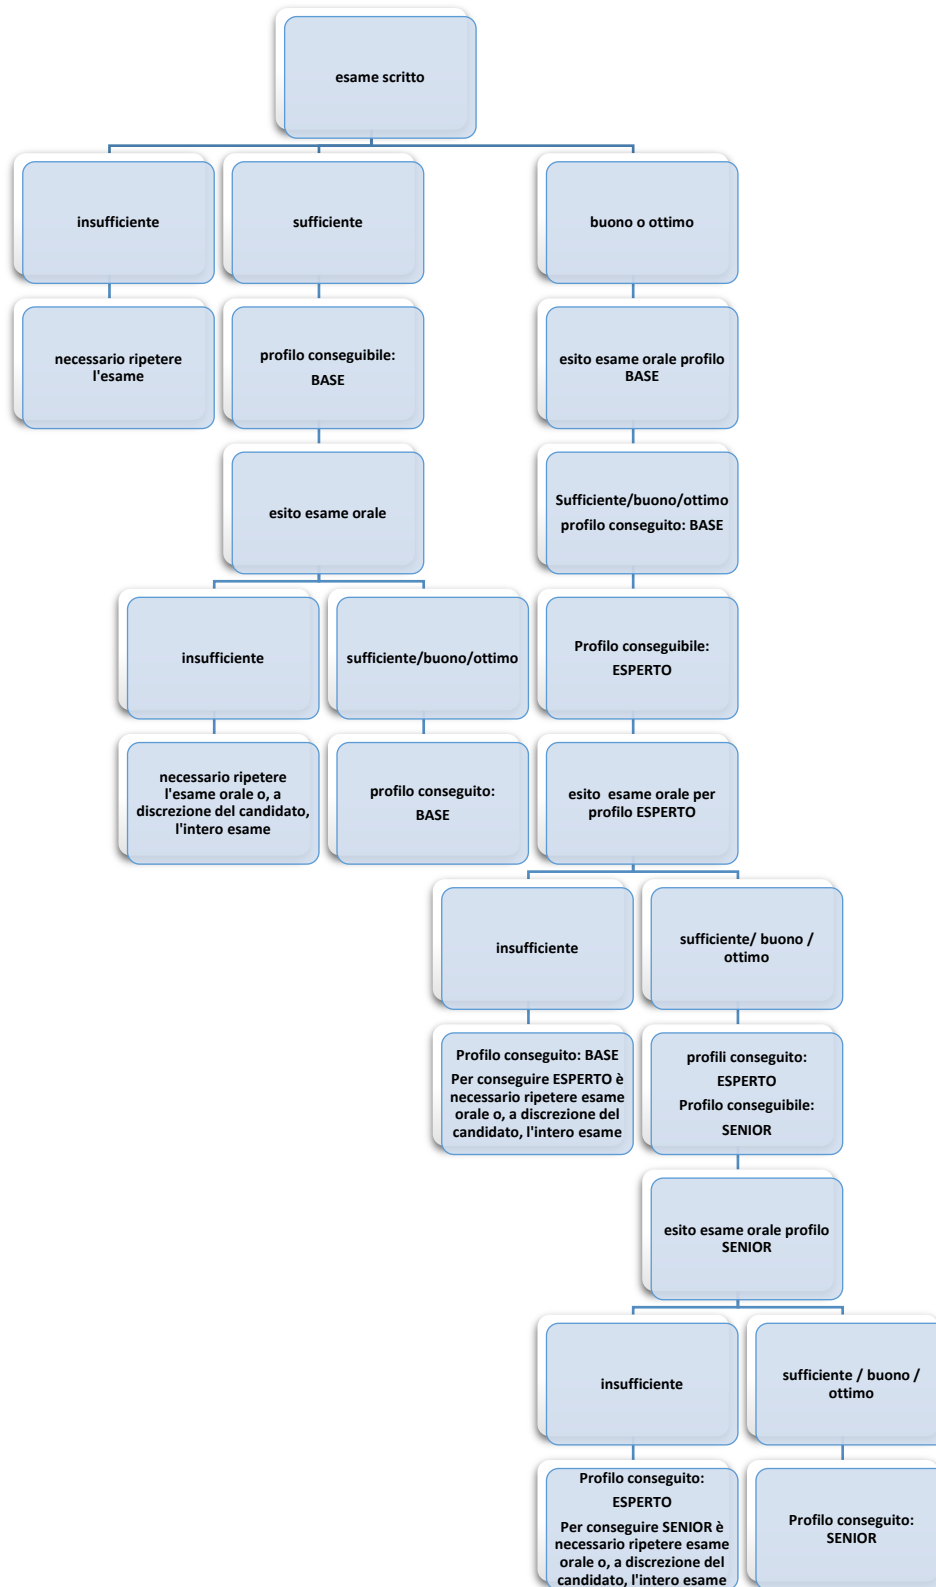 esame scritto
insufficiente
sufficiente
buono o ottimo
necessario ripetere
l'esame
profilo conseguibile:
BASE
esito esame orale profilo
BASE
esito esame orale
Sufficiente/buono/ottimo
profilo conseguito: BASE
insufficiente
sufficiente/buono/ottimo
Profilo conseguibile:
ESPERTO
necessario ripetere
l'esame orale o, a
discrezione del candidato,
l'intero esame
profilo conseguito:
BASE
esito esame orale per
profilo ESPERTO
insufficiente
sufficiente/ buono /
ottimo
Profilo conseguito: BASE
Per conseguire ESPERTO è
necessario ripetere esame
orale o, a discrezione del
candidato, l'intero esame
profili conseguito:
ESPERTO
Profilo conseguibile:
SENIOR
esito esame orale profilo
SENIOR
insufficiente
sufficiente / buono /
ottimo
Profilo conseguito:
ESPERTO
Per conseguire SENIOR è
necessario ripetere esame
orale o, a discrezione del
candidato, l'intero esame
Profilo conseguito:
SENIOR